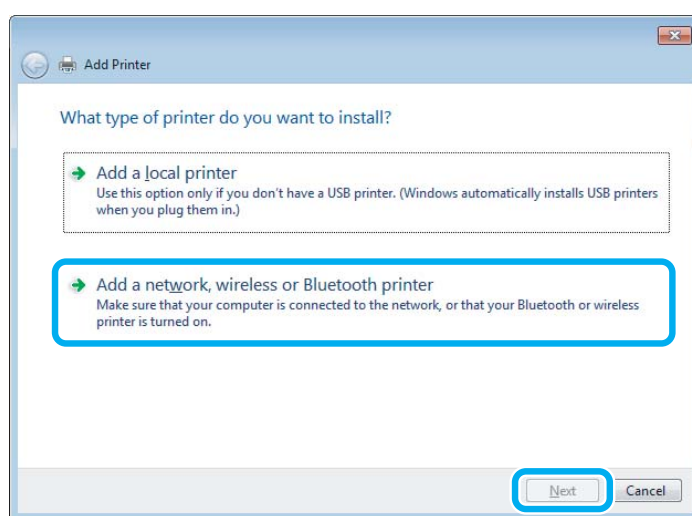 Add Printer
What type of printer do you want to install?
Add a local printer
Use this option only if you don't have a USB printer. (Windows automatically installs USB printers
when you plug them in.)
Add a network, wireless or Bluetooth printer
Make sure that your computer is connected to the network, or that your Bluetooth or wireless
printer is turned on.
Next Cancel